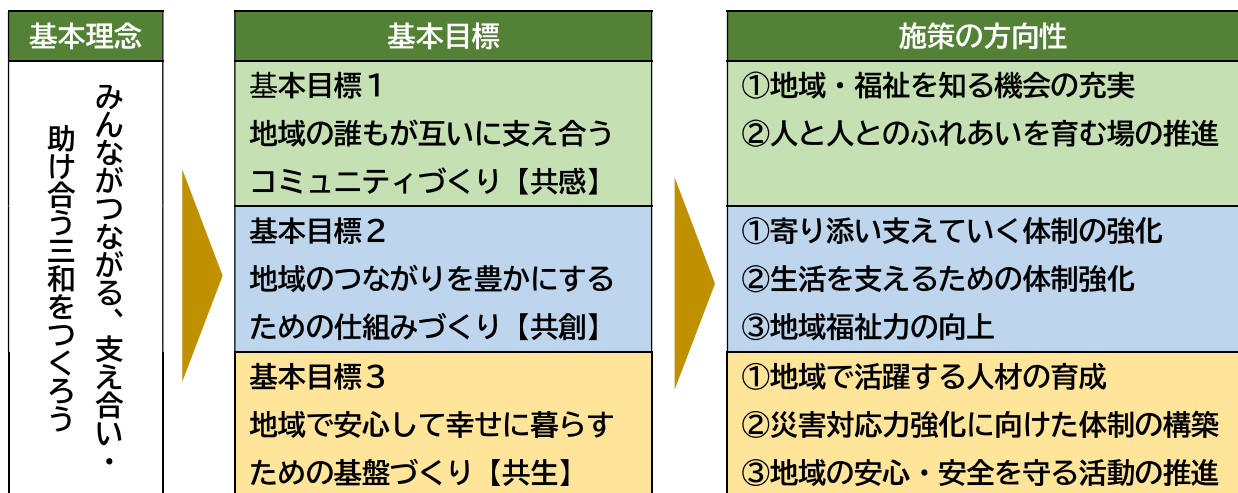 基本理念
みんながつながる、支え合い・
助け合う三和をつくろう
基本目標
基本目標1
地域の誰もが互いに支え合う
コミュニティづくり【共感】
基本目標2
地域のつながりを豊かにする
ための仕組みづくり【共創】
基本目標3
地域で安心して幸せに暮らす
ための基盤づくり【共生】
施策の方向性
①地域・福祉を知る機会の充実
②人と人とのふれあいを育む場の推進
①寄り添い支えていく体制の強化
②生活を支えるための体制強化
③地域福祉力の向上
①地域で活躍する人材の育成
②災害対応力強化に向けた体制の構築
③地域の安心・安全を守る活動の推進